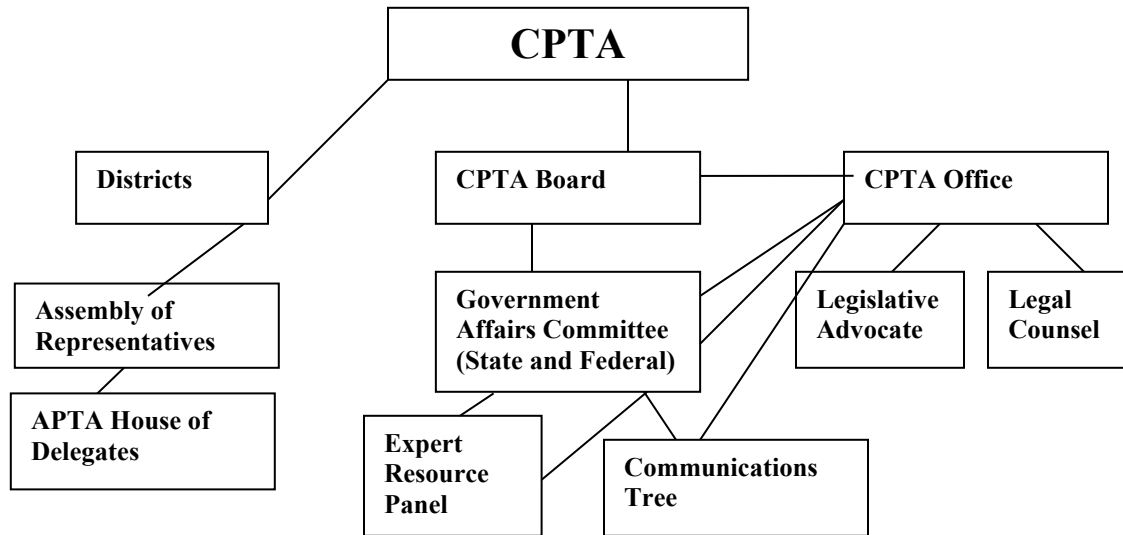 CPTA
Districts
CPTA Board
CPTA Office
Assembly of
Representatives
Government
Affairs Committee
(State and Federal)
Legislative
Advocate
Legal
Counsel
APTA House of
Delegates
Expert
Resource
Panel
Communications
Tree